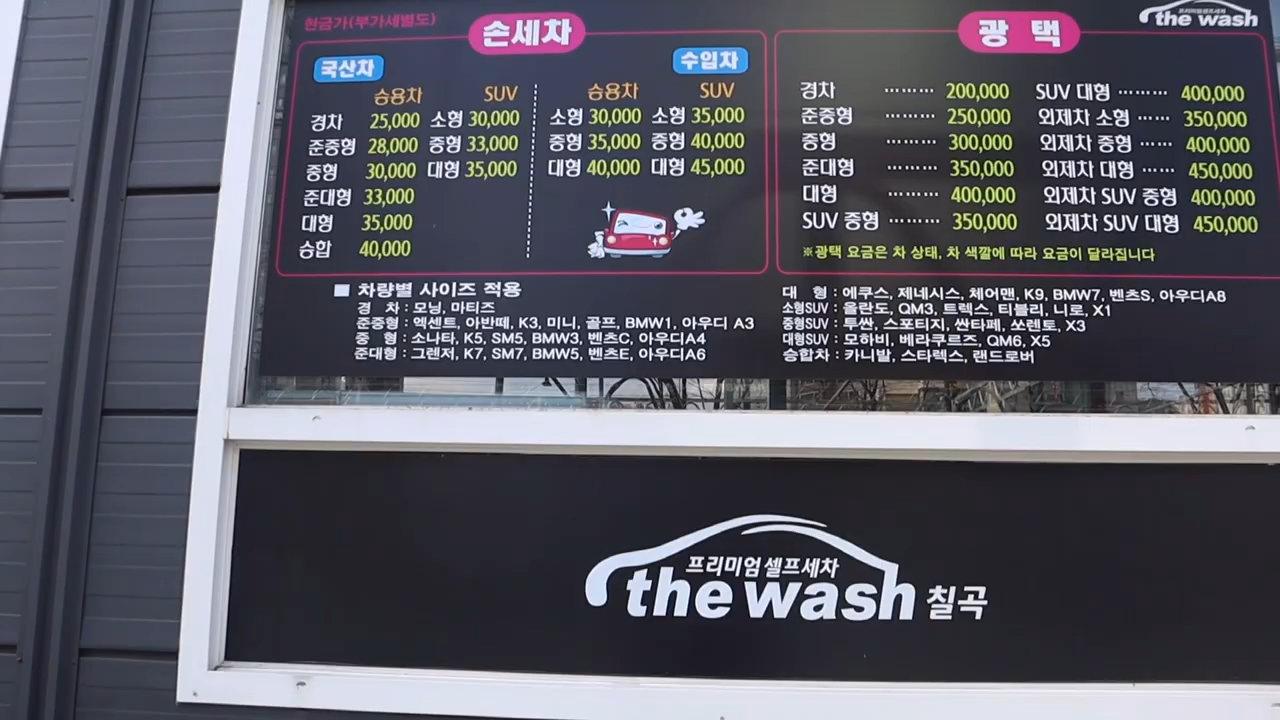 현금가(부가세별도)
손세차
국산차
승용차 SUV
경차 25,000 소형 30,000
준중형 28,000 중형 33,000
중형 30,000 대형 35,000
준대형 33,000
대형 35,000
승합 40,000
수입차
승용차 SUV
소형 30,000 소형 35,000
중형 35,000 중형 40,000
대형 40,000 대형 45,000
프리미엄셀프세차
the wash
광 택
경차 ········· 200,000 SUV 대형 ········· 400,000
준중형 ········· 250,000 외제차 소형 ······ 350,000
중형 ········· 300,000 외제차 중형 ······ 400,000
준대형 ········· 350,000 외제차 대형 ······ 450,000
대형 ········· 400,000 외제차 SUV 중형 400,000
SUV 중형 ········· 350,000 외제차 SUV 대형 450,000
※광택 요금은 차 상태, 차 색깔에 따라 요금이 달라집니다
■ 차량별 사이즈 적용
경 차 : 모닝, 마티즈
준중형 : 엑센트, 아반떼, K3, 미니, 골프, BMW1, 아우디 A3
중 형 : 소나타, K5, SM5, BMW3, 벤츠C, 아우디A4
준대형 : 그렌저, K7, SM7, BMW5, 벤츠E, 아우디A6
대 형 : 에쿠스, 제네시스, 체어맨, K9, BMW7, 벤츠S, 아우디A8
소형SUV : 올란도, QM3, 트렉스, 티볼리, 니로, X1
중형SUV : 투싼, 스포티지, 싼타페, 쏘렌토, X3
대형SUV : 모하비, 베라쿠르즈, QM6, X5
승합차 : 카니발, 스타렉스, 랜드로버
프리미엄셀프세차
the wash 칠곡